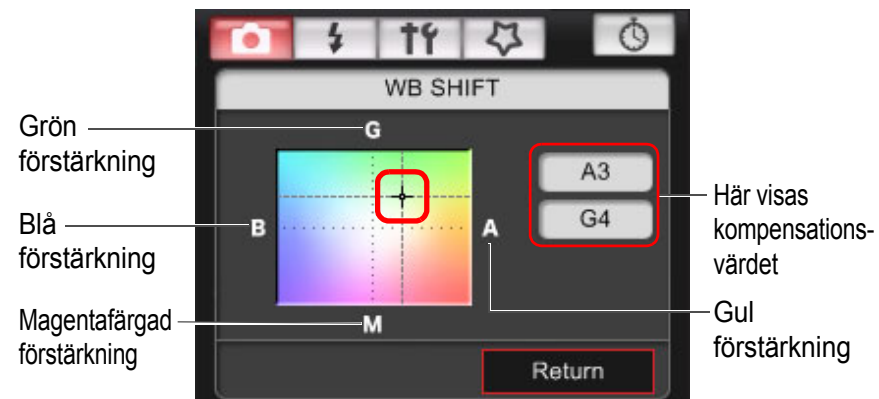 WB SHIFT
Grön
förstärkning
G
A3
G4
Här visas
kompensations-
värdet
Blå
förstärkning
B
A
Magentafärgad
förstärkning
M
Gul
förstärkning
Return